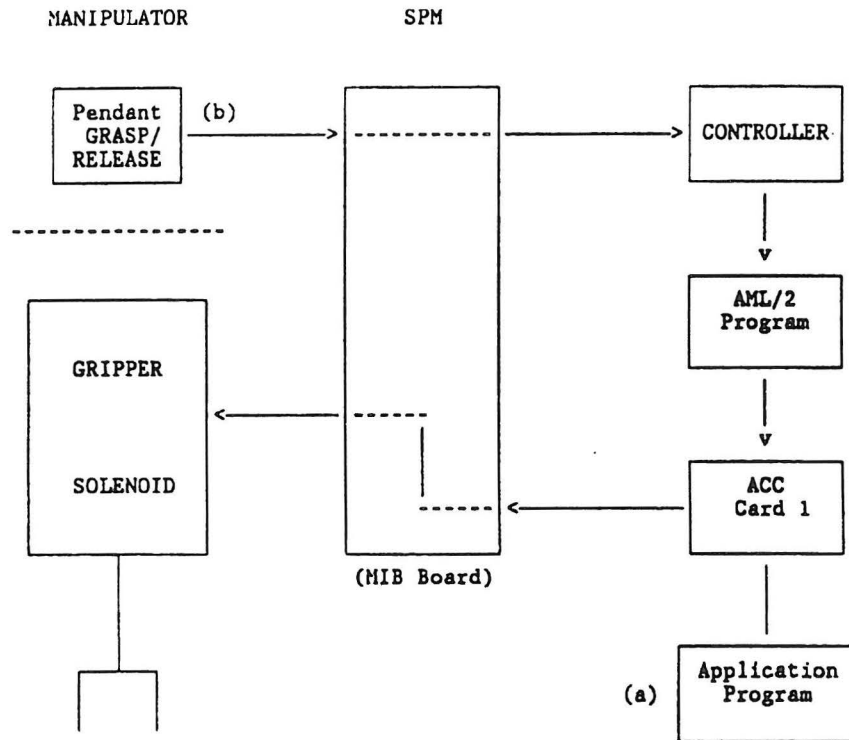 MANIPULATOR SPM
Pendant
GRASP/
RELEASE
(b)
CONTROLLER
AML/2
Program
GRIPPER
SOLENOID
ACC
Card 1
(MIB Board)
(a)
Application
Program